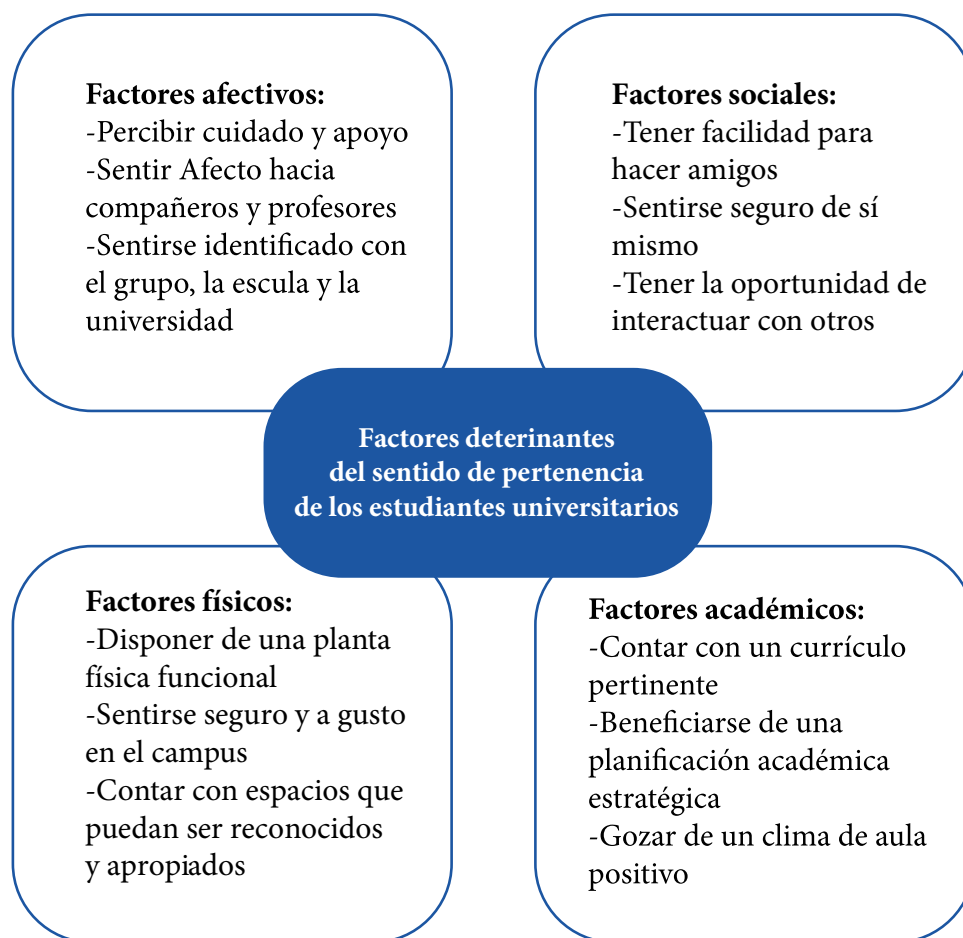 Factores afectivos:
-Percibir cuidado y apoyo
-Sentir Afecto hacia
compañeros y profesores
-Sentirse identificado con
el grupo, la escula y la
universidad
Factores sociales:
-Tener facilidad para
hacer amigos
-Sentirse seguro de sí
mismo
-Tener la oportunidad de
interactuar con otros
Factores deterinantes
del sentido de pertenencia
de los estudiantes universitarios
Factores físicos:
-Disponer de una planta
física funcional
-Sentirse seguro y a gusto
en el campus
-Contar con espacios que
puedan ser reconocidos
y apropiados
Factores académicos:
-Contar con un currículo
pertinente
-Beneficiarse de una
planificación académica
estratégica
-Gozar de un clima de aula
positivo